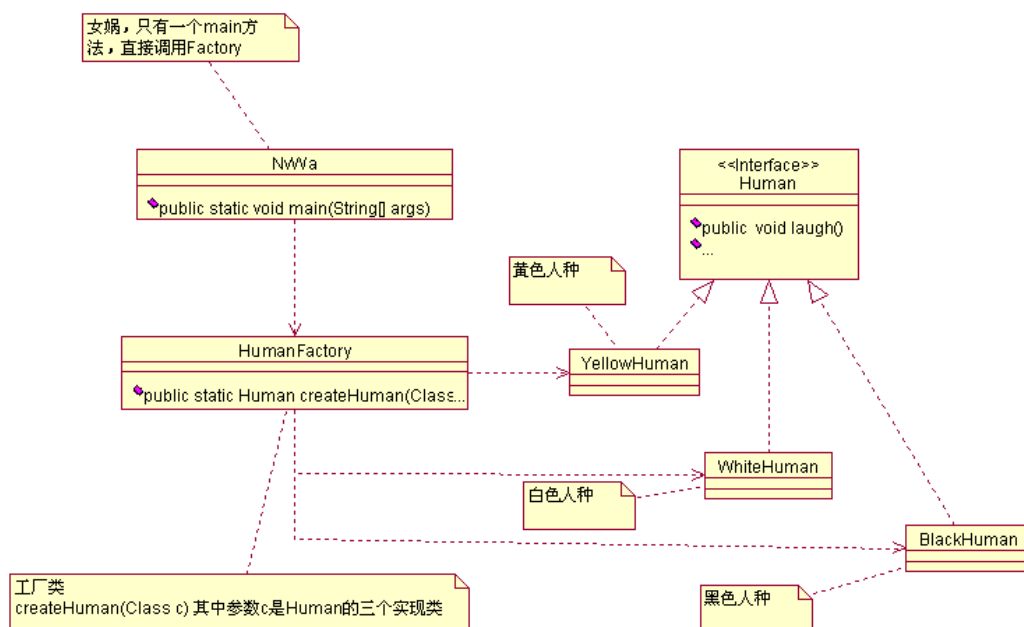 女娲，只有一个main方
法，直接调用Factory
NvWa
public static void main(String[] args)
<<Interface>>
Human
public void laugh()
...
黄色人种
HumanFactory
public static Human createHuman(Class...
YellowHuman
WhiteHuman
白色人种
BlackHuman
工厂类
createHuman(Class c) 其中参数c是Human的三个实现类
黑色人种